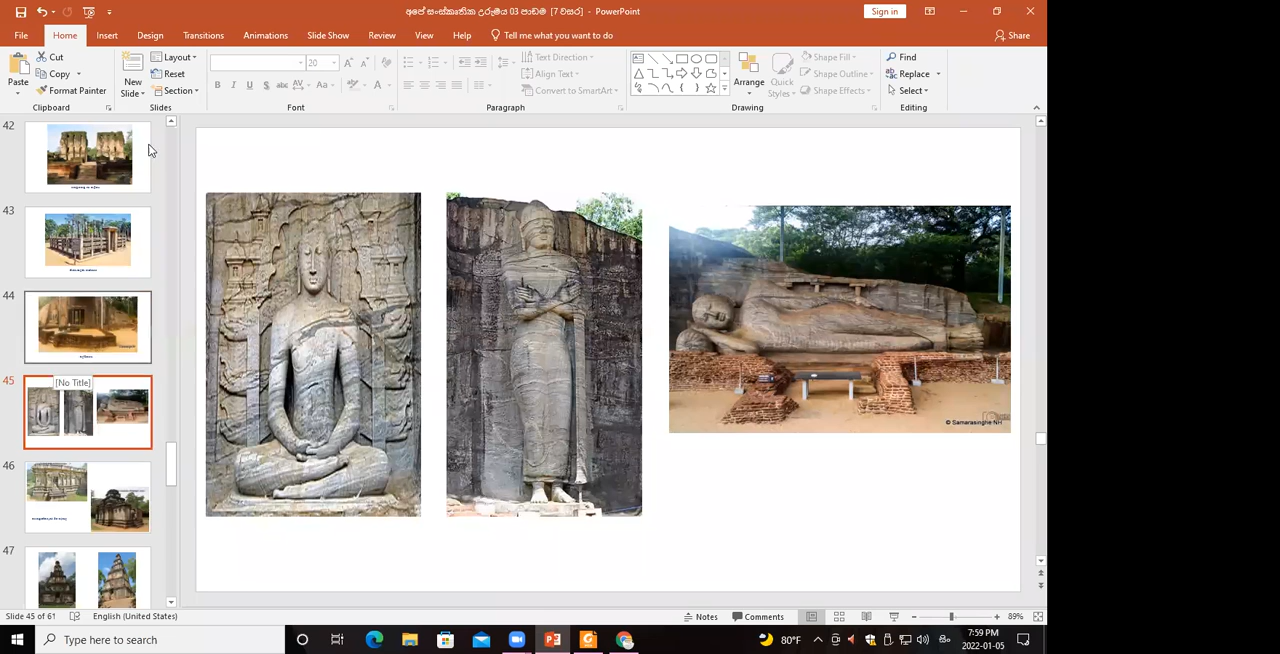 අපේ සංස්කෘතික උරුමය 03 පාඩම [7 වසර] - PowerPoint
Sign in
File Home Insert Design Transitions Animations Slide Show Review View Help Tell me what you want to do Share
Paste
Cut
Copy
Format Painter
Clipboard
New
Slide
Layout
Reset
Section
Slides
20
B I U S abc AV Aa A
Font
Text Direction
Align Text
Convert to SmartArt
Paragraph
Arrange
Quick
Styles
Shape Fill
Shape Outline
Shape Effects
Drawing
Find
Replace
Select
Editing
42
43
44
45
[No Title]
46
47
© Samarasinghe NH
Slide 45 of 61 English (United States) Notes Comments 89%
Type here to search
80°F
සිං
7:59 PM
2022-01-05